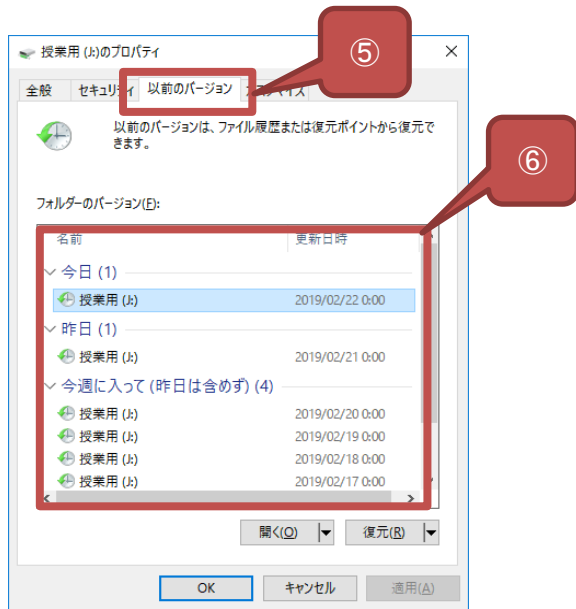 ⑤
授業用 (J:)のプロパティ
全般 セキュリティ 以前のバージョン カスタマイズ
以前のバージョンは、ファイル履歴または復元ポイントから復元で
きます。
⑥
フォルダーのバージョン(F):
名前 更新日時
今日 (1)
授業用 (J:) 2019/02/22 0:00
昨日 (1)
授業用 (J:) 2019/02/21 0:00
今週に入って (昨日は含めず) (4)
授業用 (J:) 2019/02/20 0:00
授業用 (J:) 2019/02/19 0:00
授業用 (J:) 2019/02/18 0:00
授業用 (J:) 2019/02/17 0:00
開く(O) 復元(R)
OK キャンセル 適用(A)